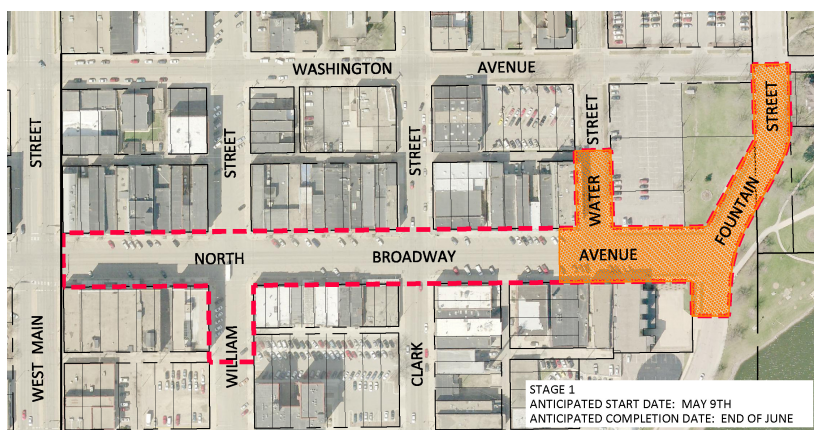 WASHINGTON AVENUE
STREET
STREET
STREET
STREET
STREET
WATER
FOUNTAIN
NORTH BROADWAY AVENUE
WEST MAIN
WILLIAM
CLARK
STAGE 1
ANTICIPATED START DATE: MAY 9TH
ANTICIPATED COMPLETION DATE: END OF JUNE